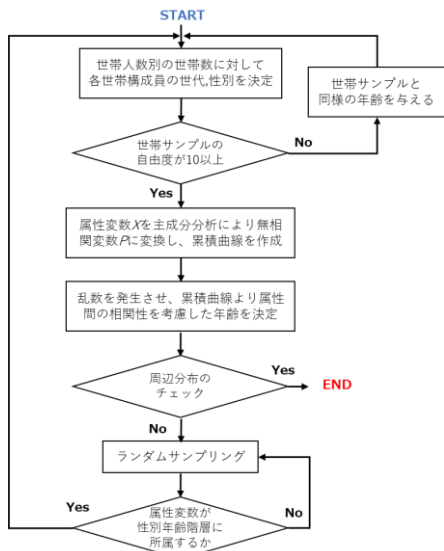 START
世帯人数別の世帯数に対して
各世帯構成員の世代,性別を決定
世帯サンプルと
同様の年齢を与える
世帯サンプルの
自由度が10以上
No
Yes
属性変数Xを主成分分析により無相
関変数Pに変換し、累積曲線を作成
乱数を発生させ、累積曲線より属性
間の相関性を考慮した年齢を決定
周辺分布の
チェック
Yes
END
No
ランダムサンプリング
Yes
属性変数が
性別年齢階層に
所属するか
No